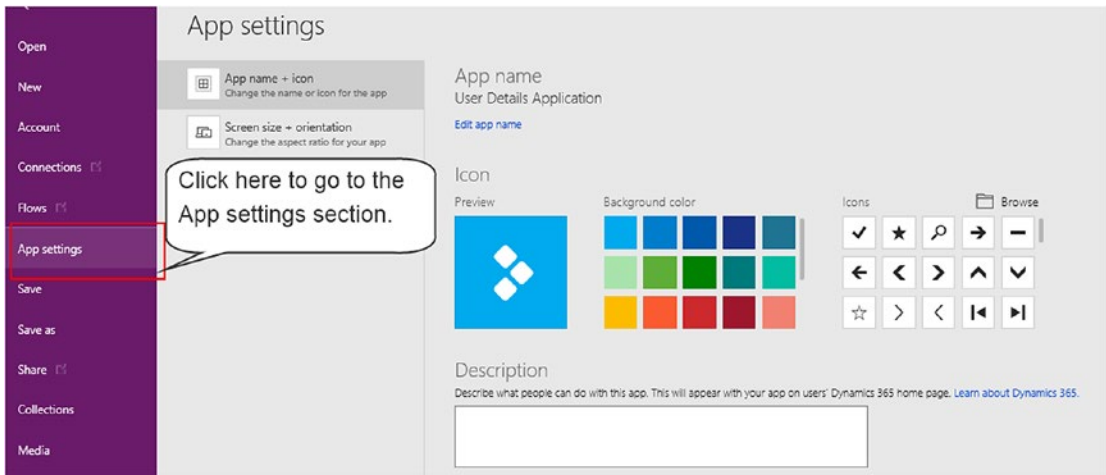 Open
New
Account
Connections
Flows
App settings
Save
Save as
Share
Collections
Media
App settings
App name + icon
Change the name or icon for the app
Screen size + orientation
Change the aspect ratio for your app
Click here to go to the
App settings section.
App name
User Details Application
Edit app name
Icon
Preview
Background color
Icons
Browse
Description
Describe what people can do with this app. This will appear with your app on users' Dynamics 365 home page. Learn about Dynamics 365.